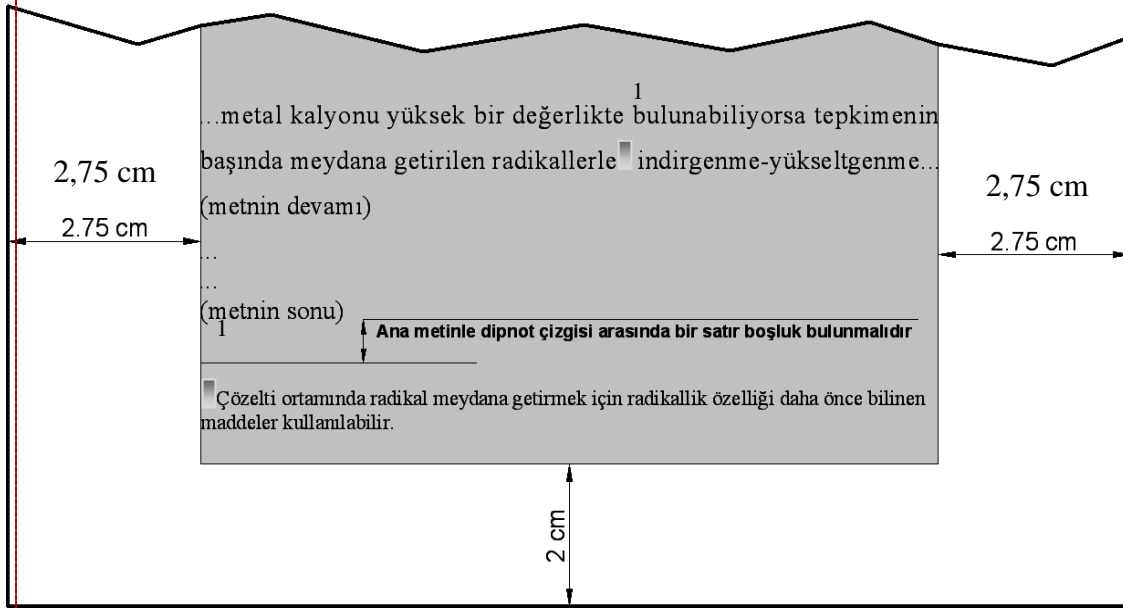 1
...metal kalyonu yüksek bir değerlikte bulunabiliyorsa tepkimenin
başında meydana getirilen radikallerle indirgenme-yükseltgenme...
2,75 cm
2,75 cm
(metnin devamı)
2.75 cm
2.75 cm
...
...
(metnin sonu)
1
Ana metinle dipnot çizgisi arasında bir satır boşluk bulunmalıdır
Çözelti ortamında radikal meydana getirmek için radikallik özelliği daha önce bilinen
maddeler kullanılabilir.
2 cm